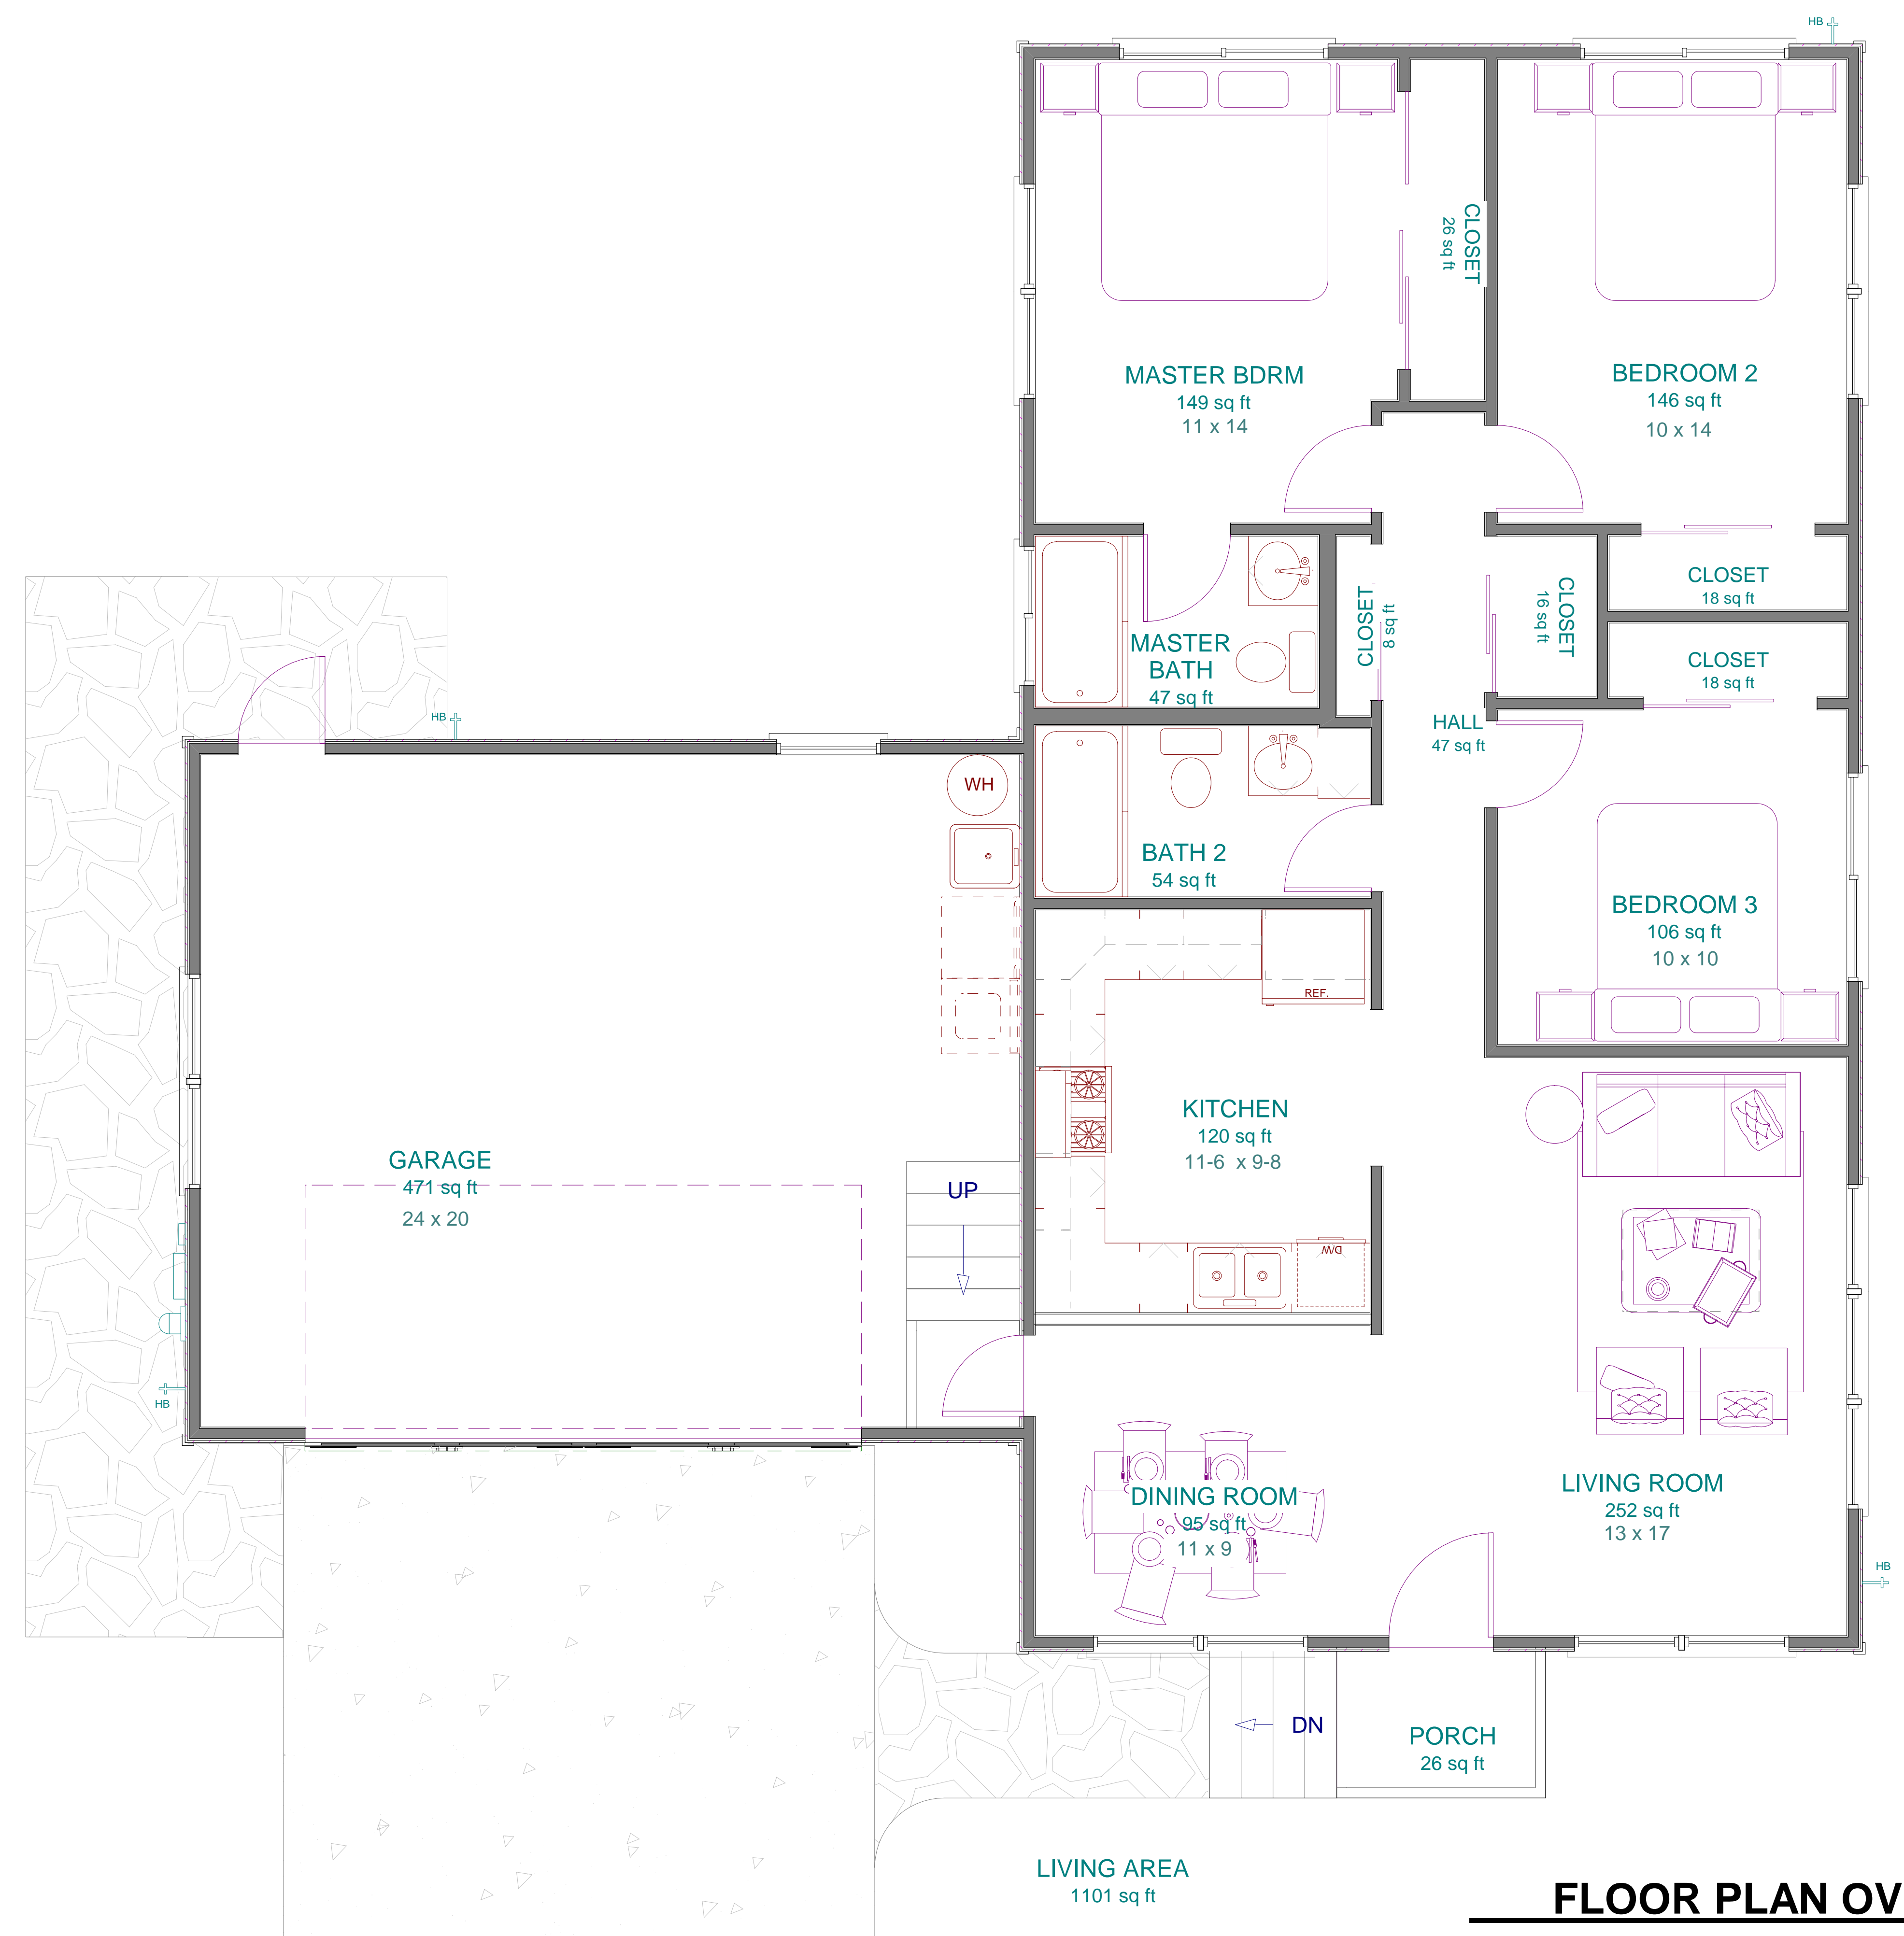 HB
CLOSET
26 sq ft
MASTER BDRM
149 sq ft
11 x 14
BEDROOM 2
146 sq ft
10 x 14
CLOSET
18 sq ft
CLOSET
8 sq ft
CLOSET
16 sq ft
MASTER
BATH
47 sq ft
CLOSET
18 sq ft
HB
HALL
47 sq ft
WH
BATH 2
54 sq ft
BEDROOM 3
106 sq ft
10 x 10
REF.
KITCHEN
120 sq ft
11-6 x 9-8
GARAGE
471 sq ft
24 x 20
UP
D/W
HB
LIVING ROOM
252 sq ft
13 x 17
DINING ROOM
95 sq ft
11 x 9
HB
DN
PORCH
26 sq ft
LIVING AREA
1101 sq ft
FLOOR PLAN OV